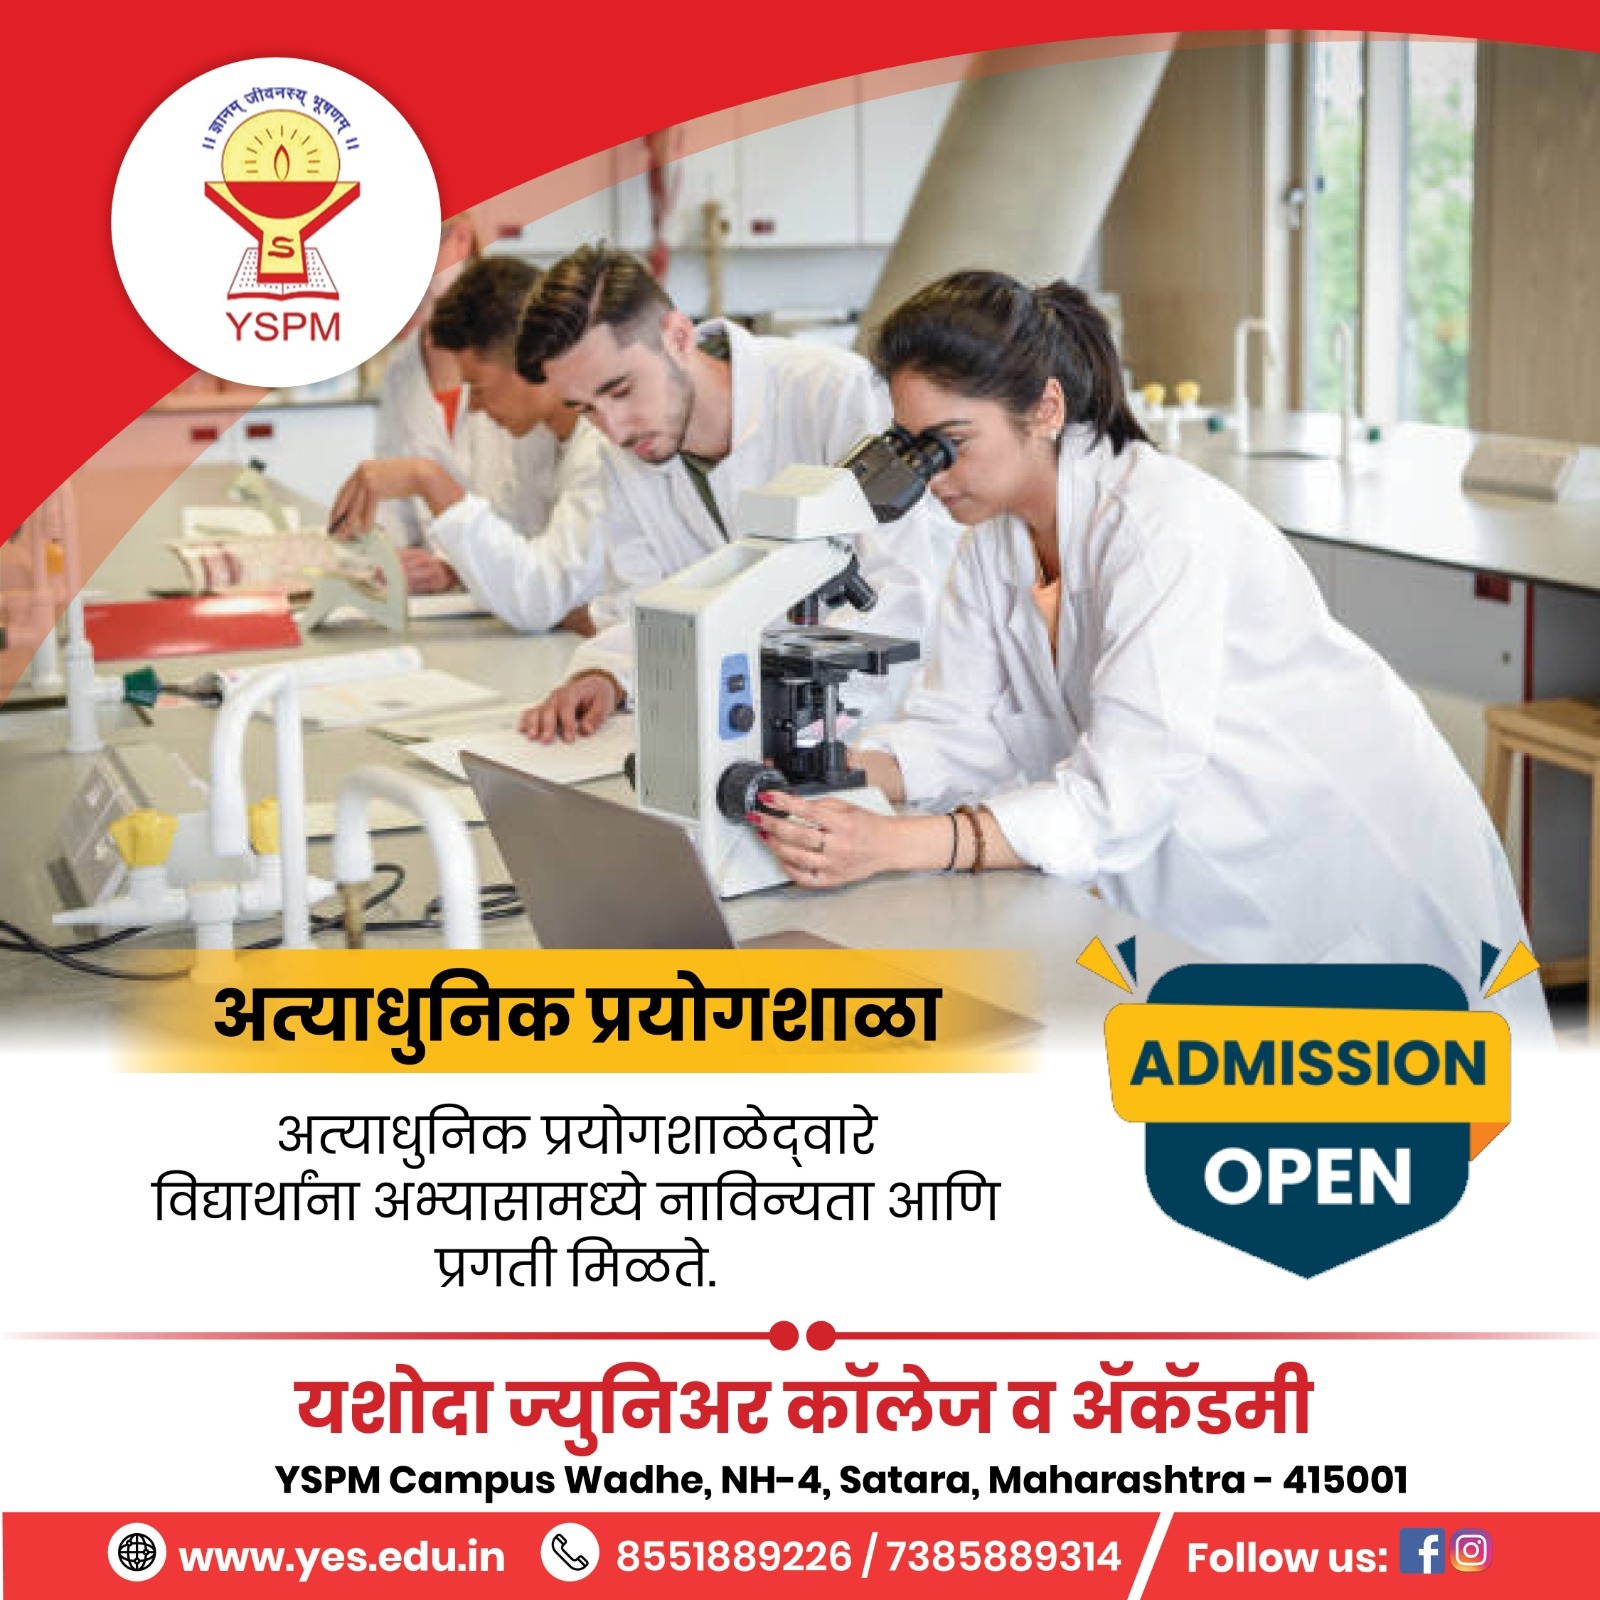 ।। ज्ञानम् जीवनस्य् भूषणम् ।।
S
YSPM
अत्याधुनिक प्रयोगशाळा
ADMISSION
OPEN
अत्याधुनिक प्रयोगशाळेद्‌वारे
विद्यार्थांना अभ्यासामध्ये नाविन्यता आणि
प्रगती मिळते.
यशोदा ज्युनिअर कॉलेज व ॲकॅडमी
YSPM Campus Wadhe, NH-4, Satara, Maharashtra - 415001
www.yes.edu.in 8551889226 / 7385889314 Follow us: